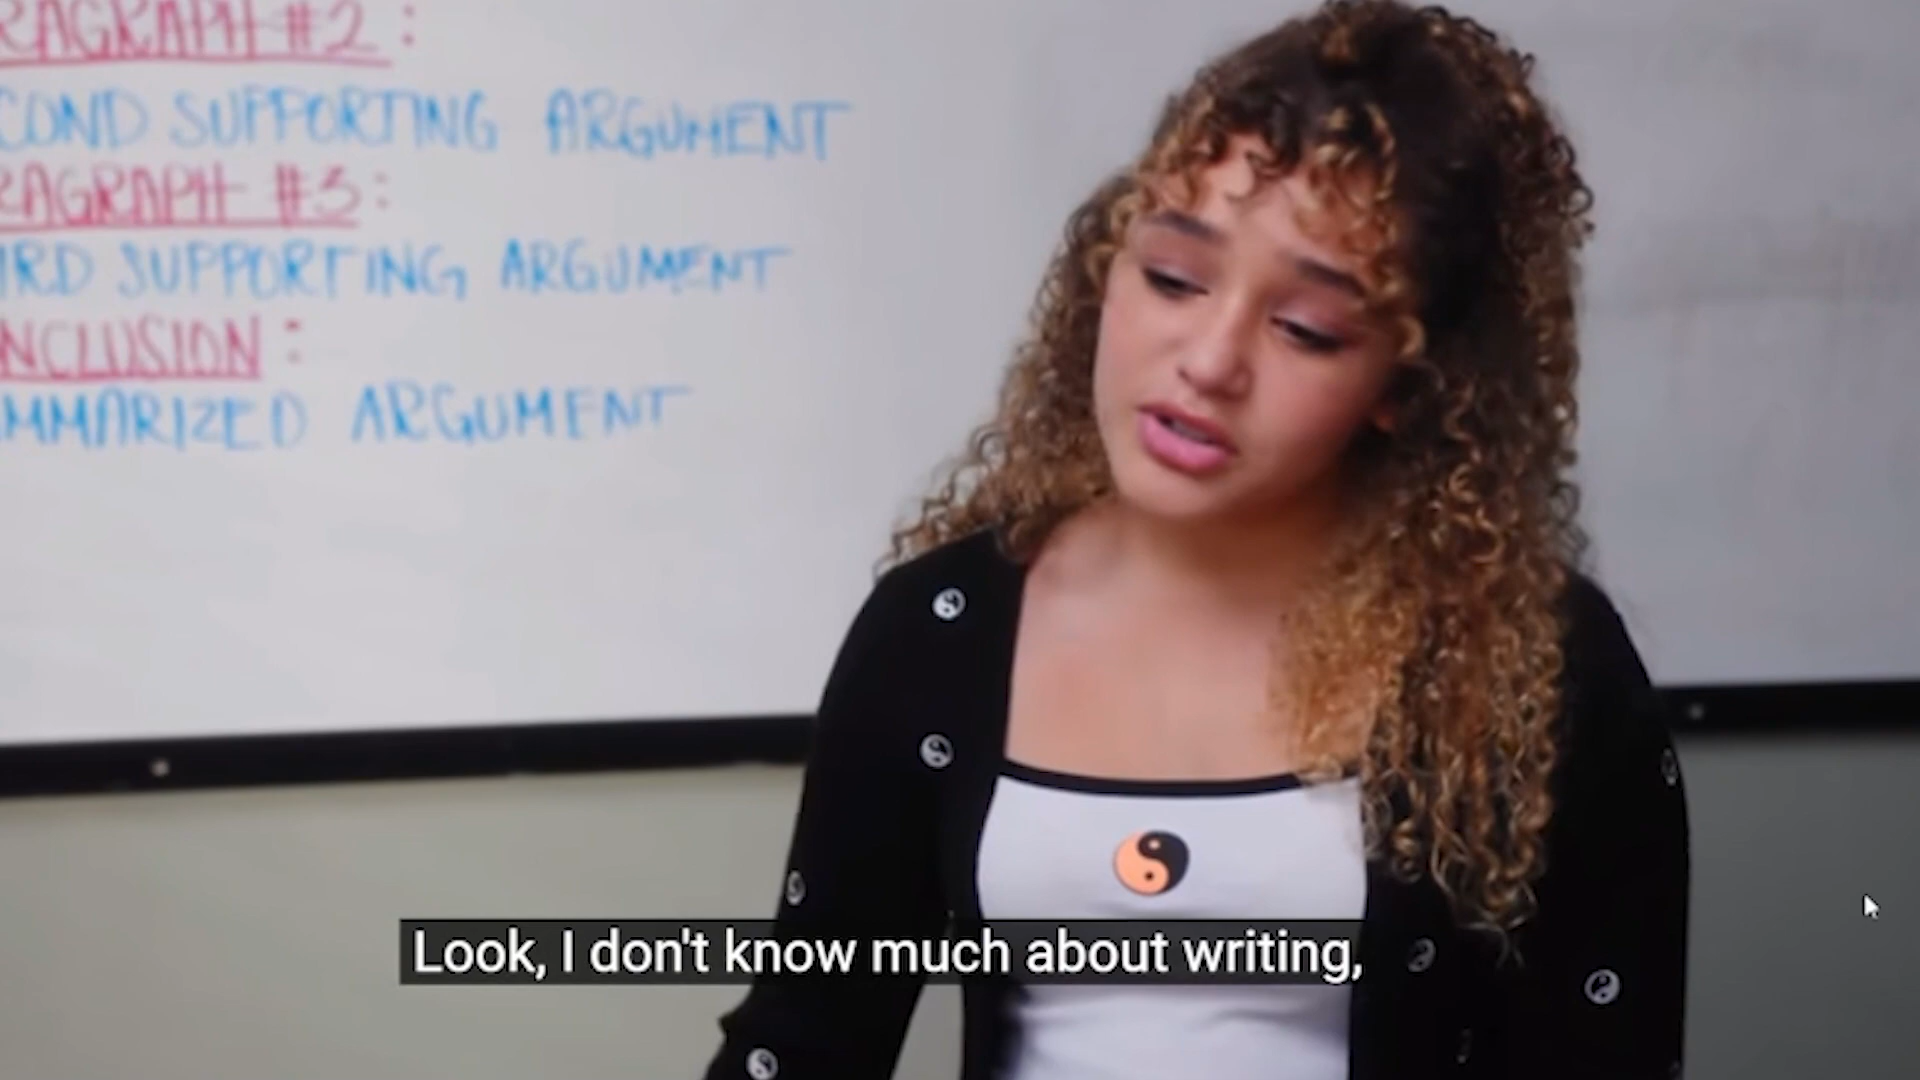 RAGRAPH #2:
COND SUPPORTING ARGUMENT
RAGRAPH #3:
IRD SUPPORTING ARGUMENT
NCLUSION:
MMARIZED ARGUMENT
Look, I don't know much about writing,